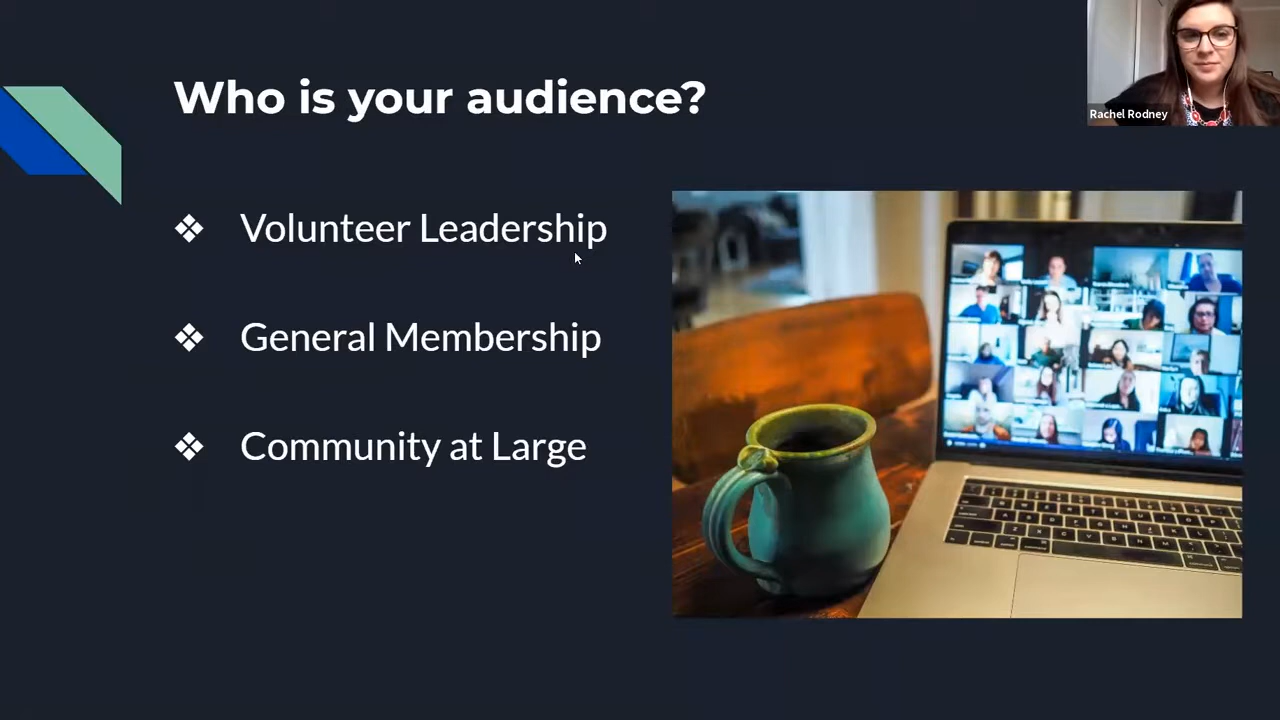 Who is your audience?
Rachel Rodney
❖ Volunteer Leadership
❖ General Membership
❖ Community at Large